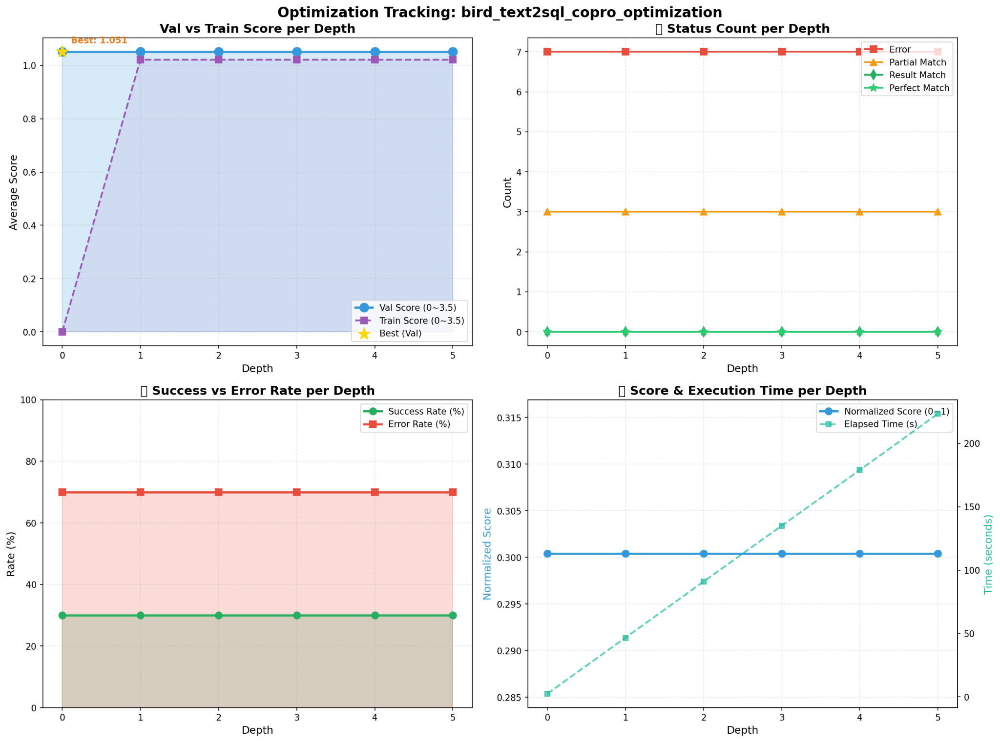 Optimization Tracking: bird_text2sql_copro_optimization
Val vs Train Score per Depth
Best: 1.051
1.0
0.8
0.6
0.4
0.2
0.0
Average Score
Val Score (0~3.5)
Train Score (0~3.5)
Best (Val)
0 1 2 3 4 5
Depth
Status Count per Depth
7
6
5
4
3
2
1
0
Count
Error
Partial Match
Result Match
Perfect Match
0 1 2 3 4 5
Depth
Success vs Error Rate per Depth
100
80
60
40
20
0
Rate (%)
Success Rate (%)
Error Rate (%)
0 1 2 3 4 5
Depth
Score & Execution Time per Depth
0.315
0.310
0.305
0.300
0.295
0.290
0.285
Normalized Score
Normalized Score (0~1)
Elapsed Time (s)
200
150
100
50
0
Time (seconds)
0 1 2 3 4 5
Depth